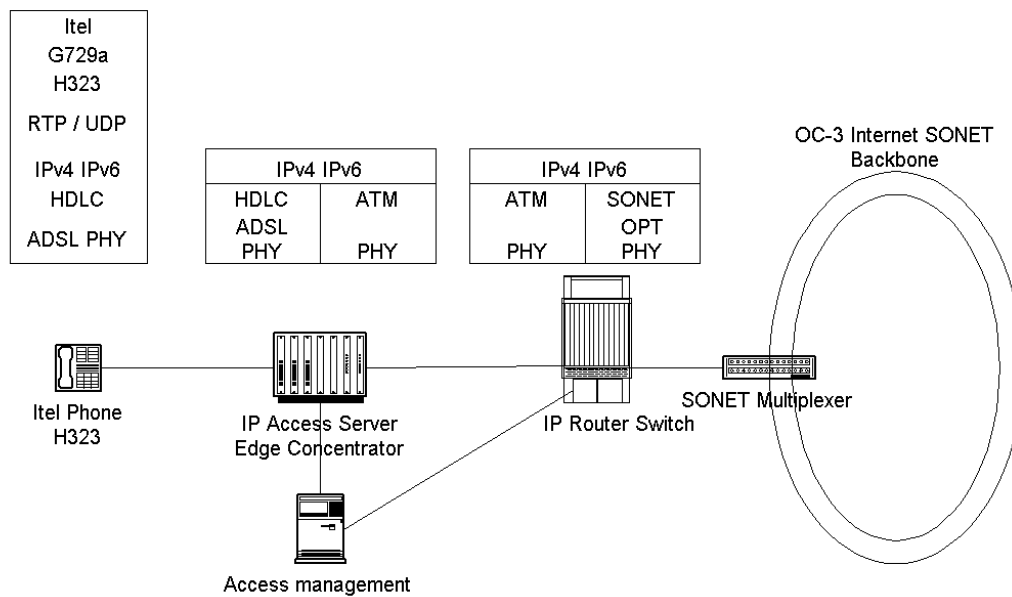 Itel
G729a
H323
RTP / UDP
IPv4 IPv6
HDLC
ADSL PHY
IPv4 IPv6
HDLC
ADSL
PHY
ATM
PHY
IPv4 IPv6
ATM
PHY
SONET
OPT
PHY
OC-3 Internet SONET
Backbone
Itel Phone
H323
IP Access Server
Edge Concentrator
IP Router Switch
SONET Multiplexer
Access management